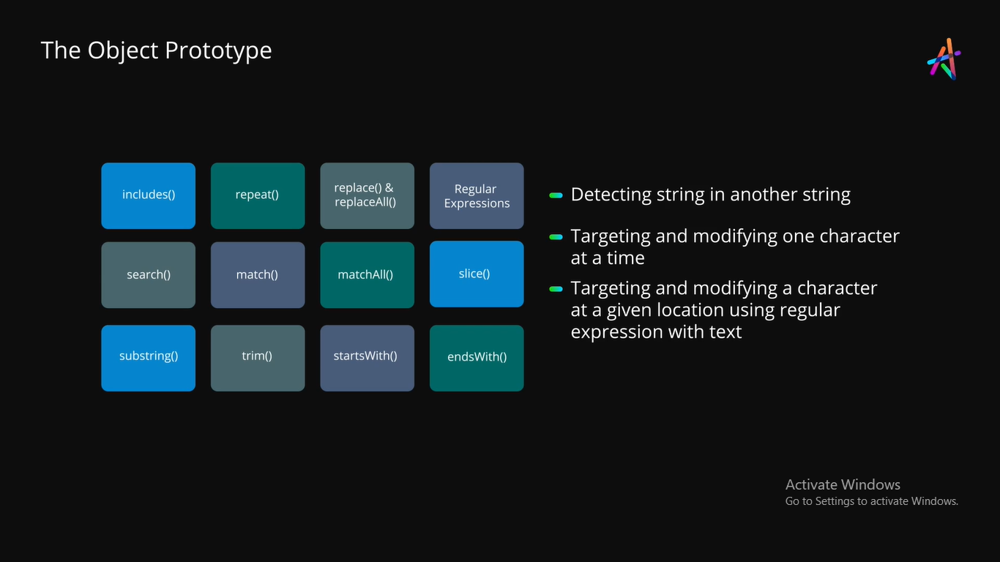 The Object Prototype
includes()
repeat()
replace() &
replaceAll()
Regular
Expressions
search()
match()
matchAll()
slice()
substring()
trim()
startsWith()
endsWith()
Detecting string in another string
Targeting and modifying one character
at a time
Targeting and modifying a character
at a given location using regular
expression with text
Activate Windows
Go to Settings to activate Windows.